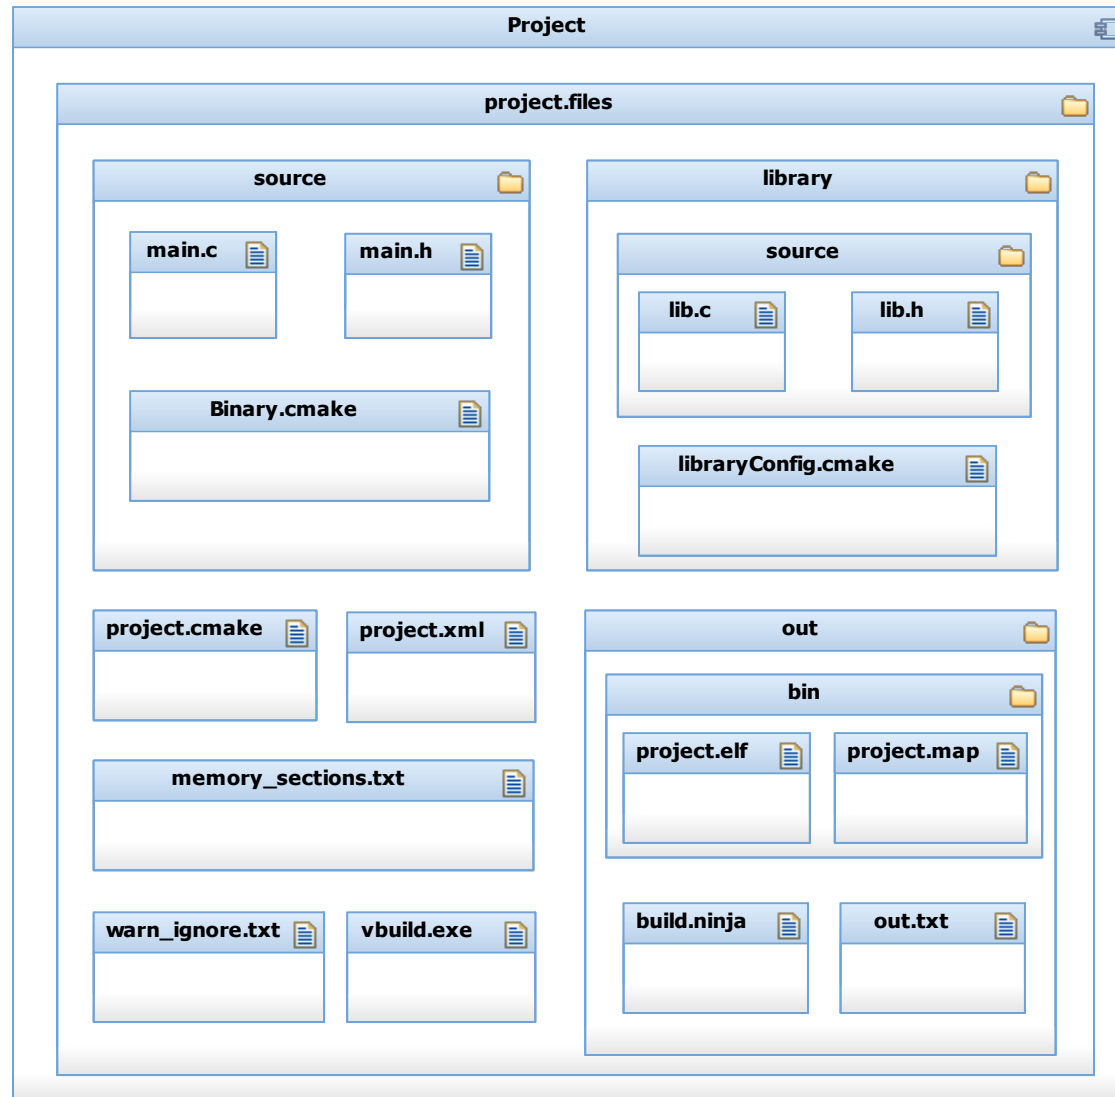 Project
project.files
source
library
main.c
main.h
source
lib.c
lib.h
Binary.cmake
libraryConfig.cmake
project.cmake
project.xml
out
bin
project.elf
project.map
memory_sections.txt
warn_ignore.txt
vbuild.exe
build.ninja
out.txt